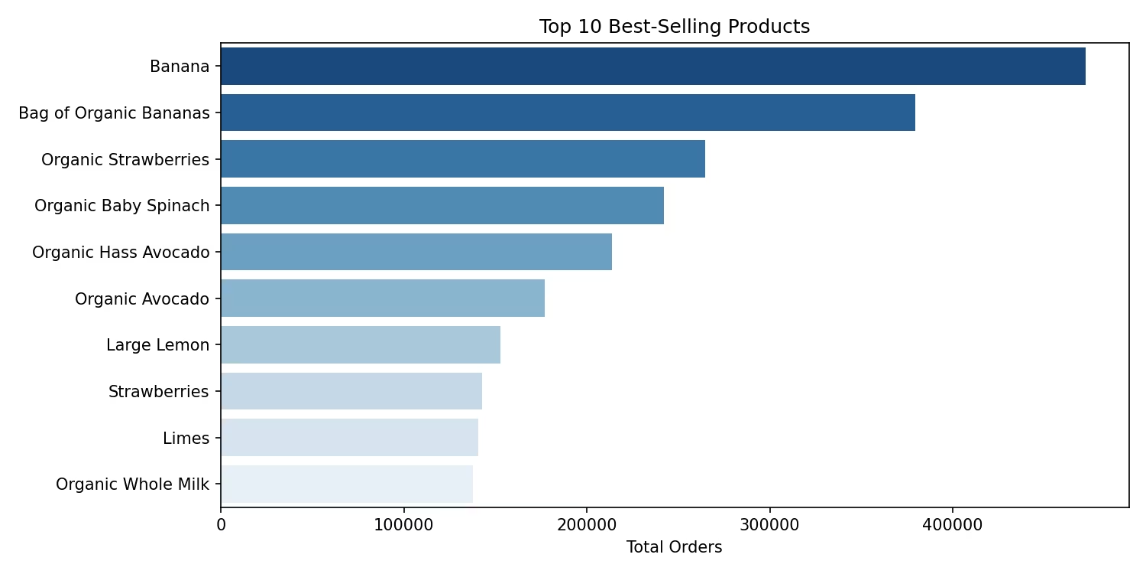 Top 10 Best-Selling Products
Banana
Bag of Organic Bananas
Organic Strawberries
Organic Baby Spinach
Organic Hass Avocado
Organic Avocado
Large Lemon
Strawberries
Limes
Organic Whole Milk
0 100000 200000 300000 400000
Total Orders